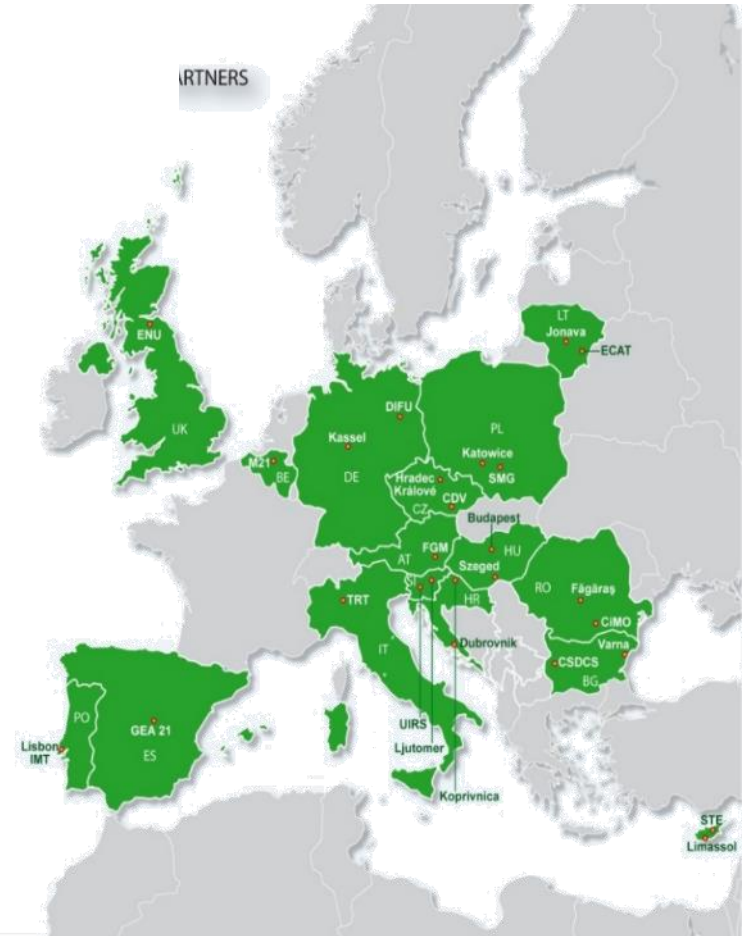 ARTNERS
LT
Jonava
ECAT
ENU
UK
DIFU
Kassel
DE
PL
Katowice
SMG
M21
BE
Hradec
Králové
CDV
CZ
Budapest
FGM
AT
HU
Szeged
SI
HR
RO
Făgăraș
CiMO
Varna
CSDCS
BG
TRT
IT
Dubrovnik
UIRS
Ljutomer
Koprivnica
PO
Lisbon
IMT
GEA 21
ES
STE
Limassol